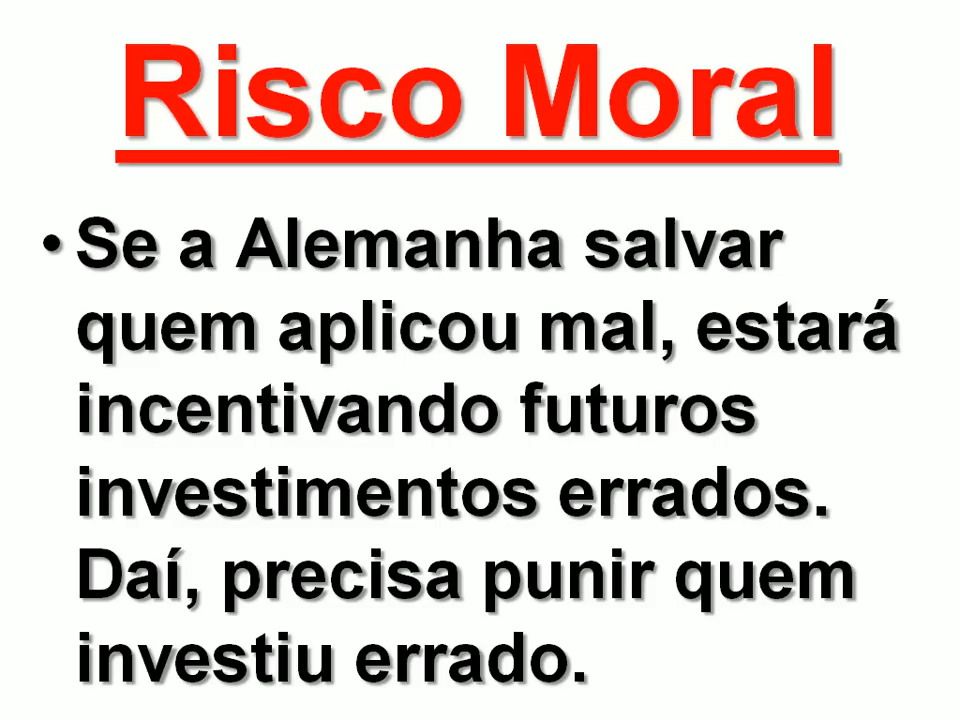 Risco Moral
• Se a Alemanha salvar
quem aplicou mal, estará
incentivando futuros
investimentos errados.
Daí, precisa punir quem
investiu errado.